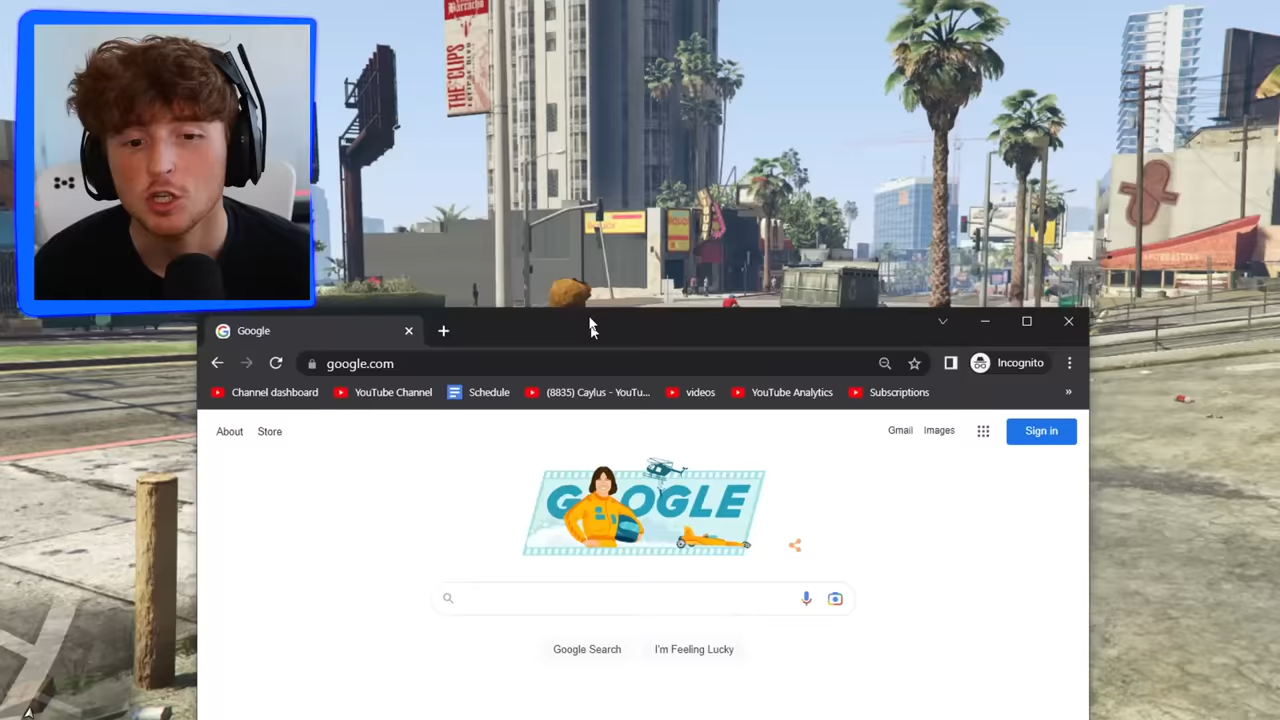 THE CLIPS
Google
google.com
Incognito
Channel dashboard
YouTube Channel
Schedule
(8835) Caylus - YouTu...
videos
YouTube Analytics
Subscriptions
»
About
Store
Gmail
Images
Sign in
GOOGLE
Google Search
I'm Feeling Lucky